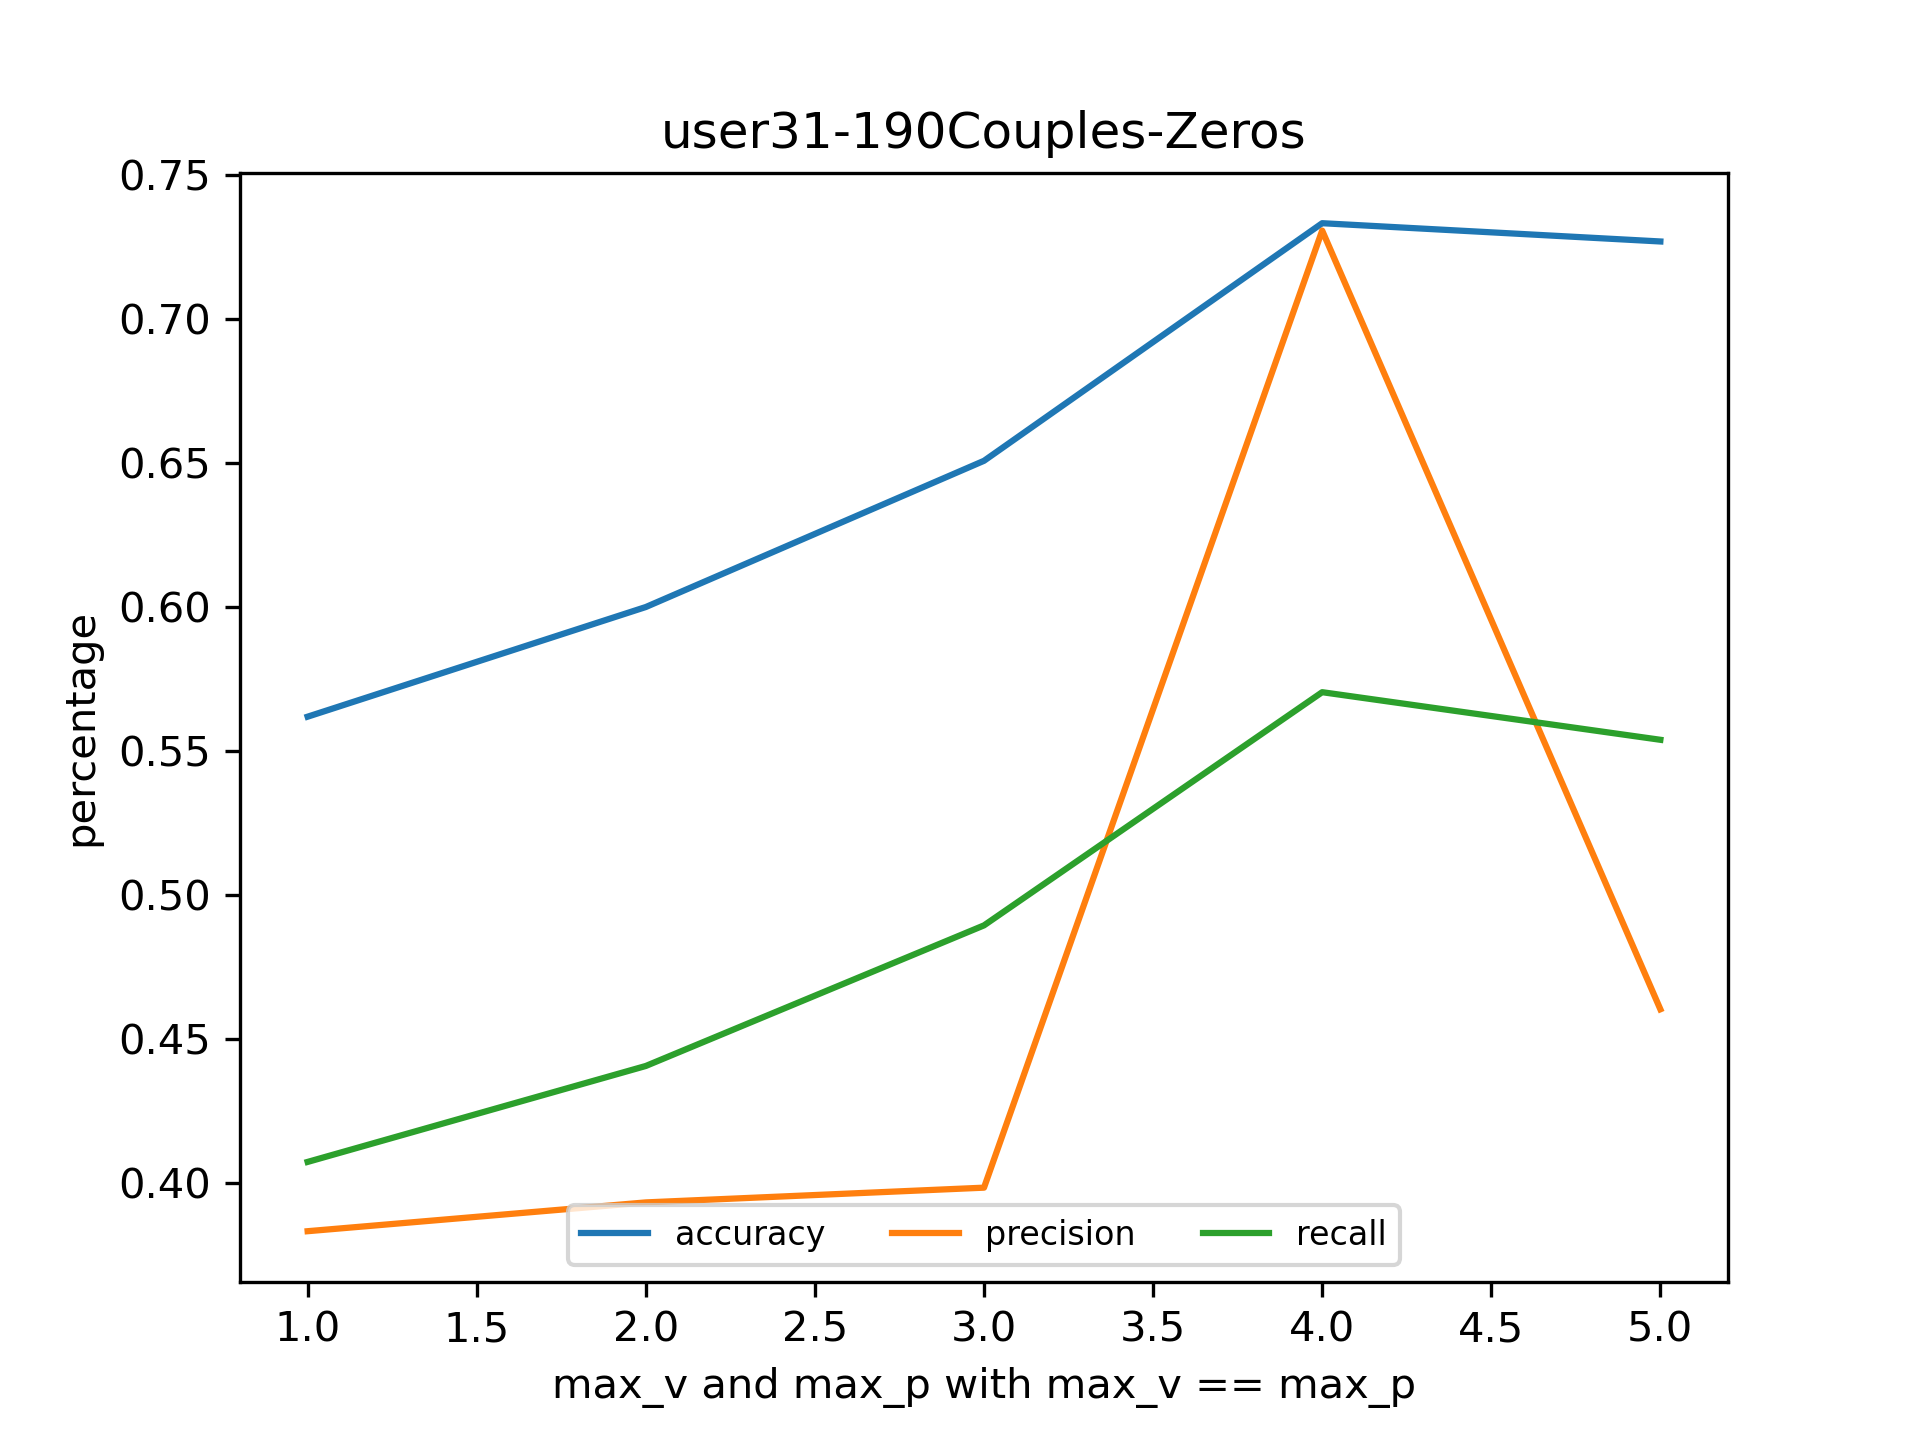 user31-190Couples-Zeros
0.75
0.70
0.65
0.60
0.55
0.50
0.45
0.40
percentage
accuracy precision recall
1.0 1.5 2.0 2.5 3.0 3.5 4.0 4.5 5.0
max_v and max_p with max_v == max_p